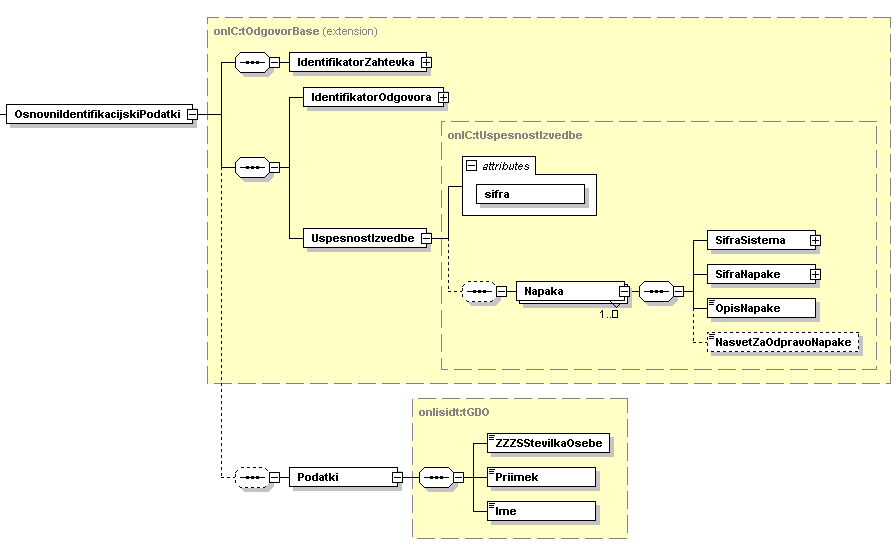 onIC:tOdgovorBase (extension)
IdentifikatorZahtevka
IdentifikatorOdgovora
OsnovniIdentifikacijskiPodatki
onIC:tUspesnostIzvedbe
attributes
sifra
UspesnostIzvedbe
SifraSistema
SifraNapake
Napaka
1..
OpisNapake
NasvetZaOdpravoNapake
onlisidt:tGDO
ZZZSStevilkaOsebe
Podatki
Priimek
Ime